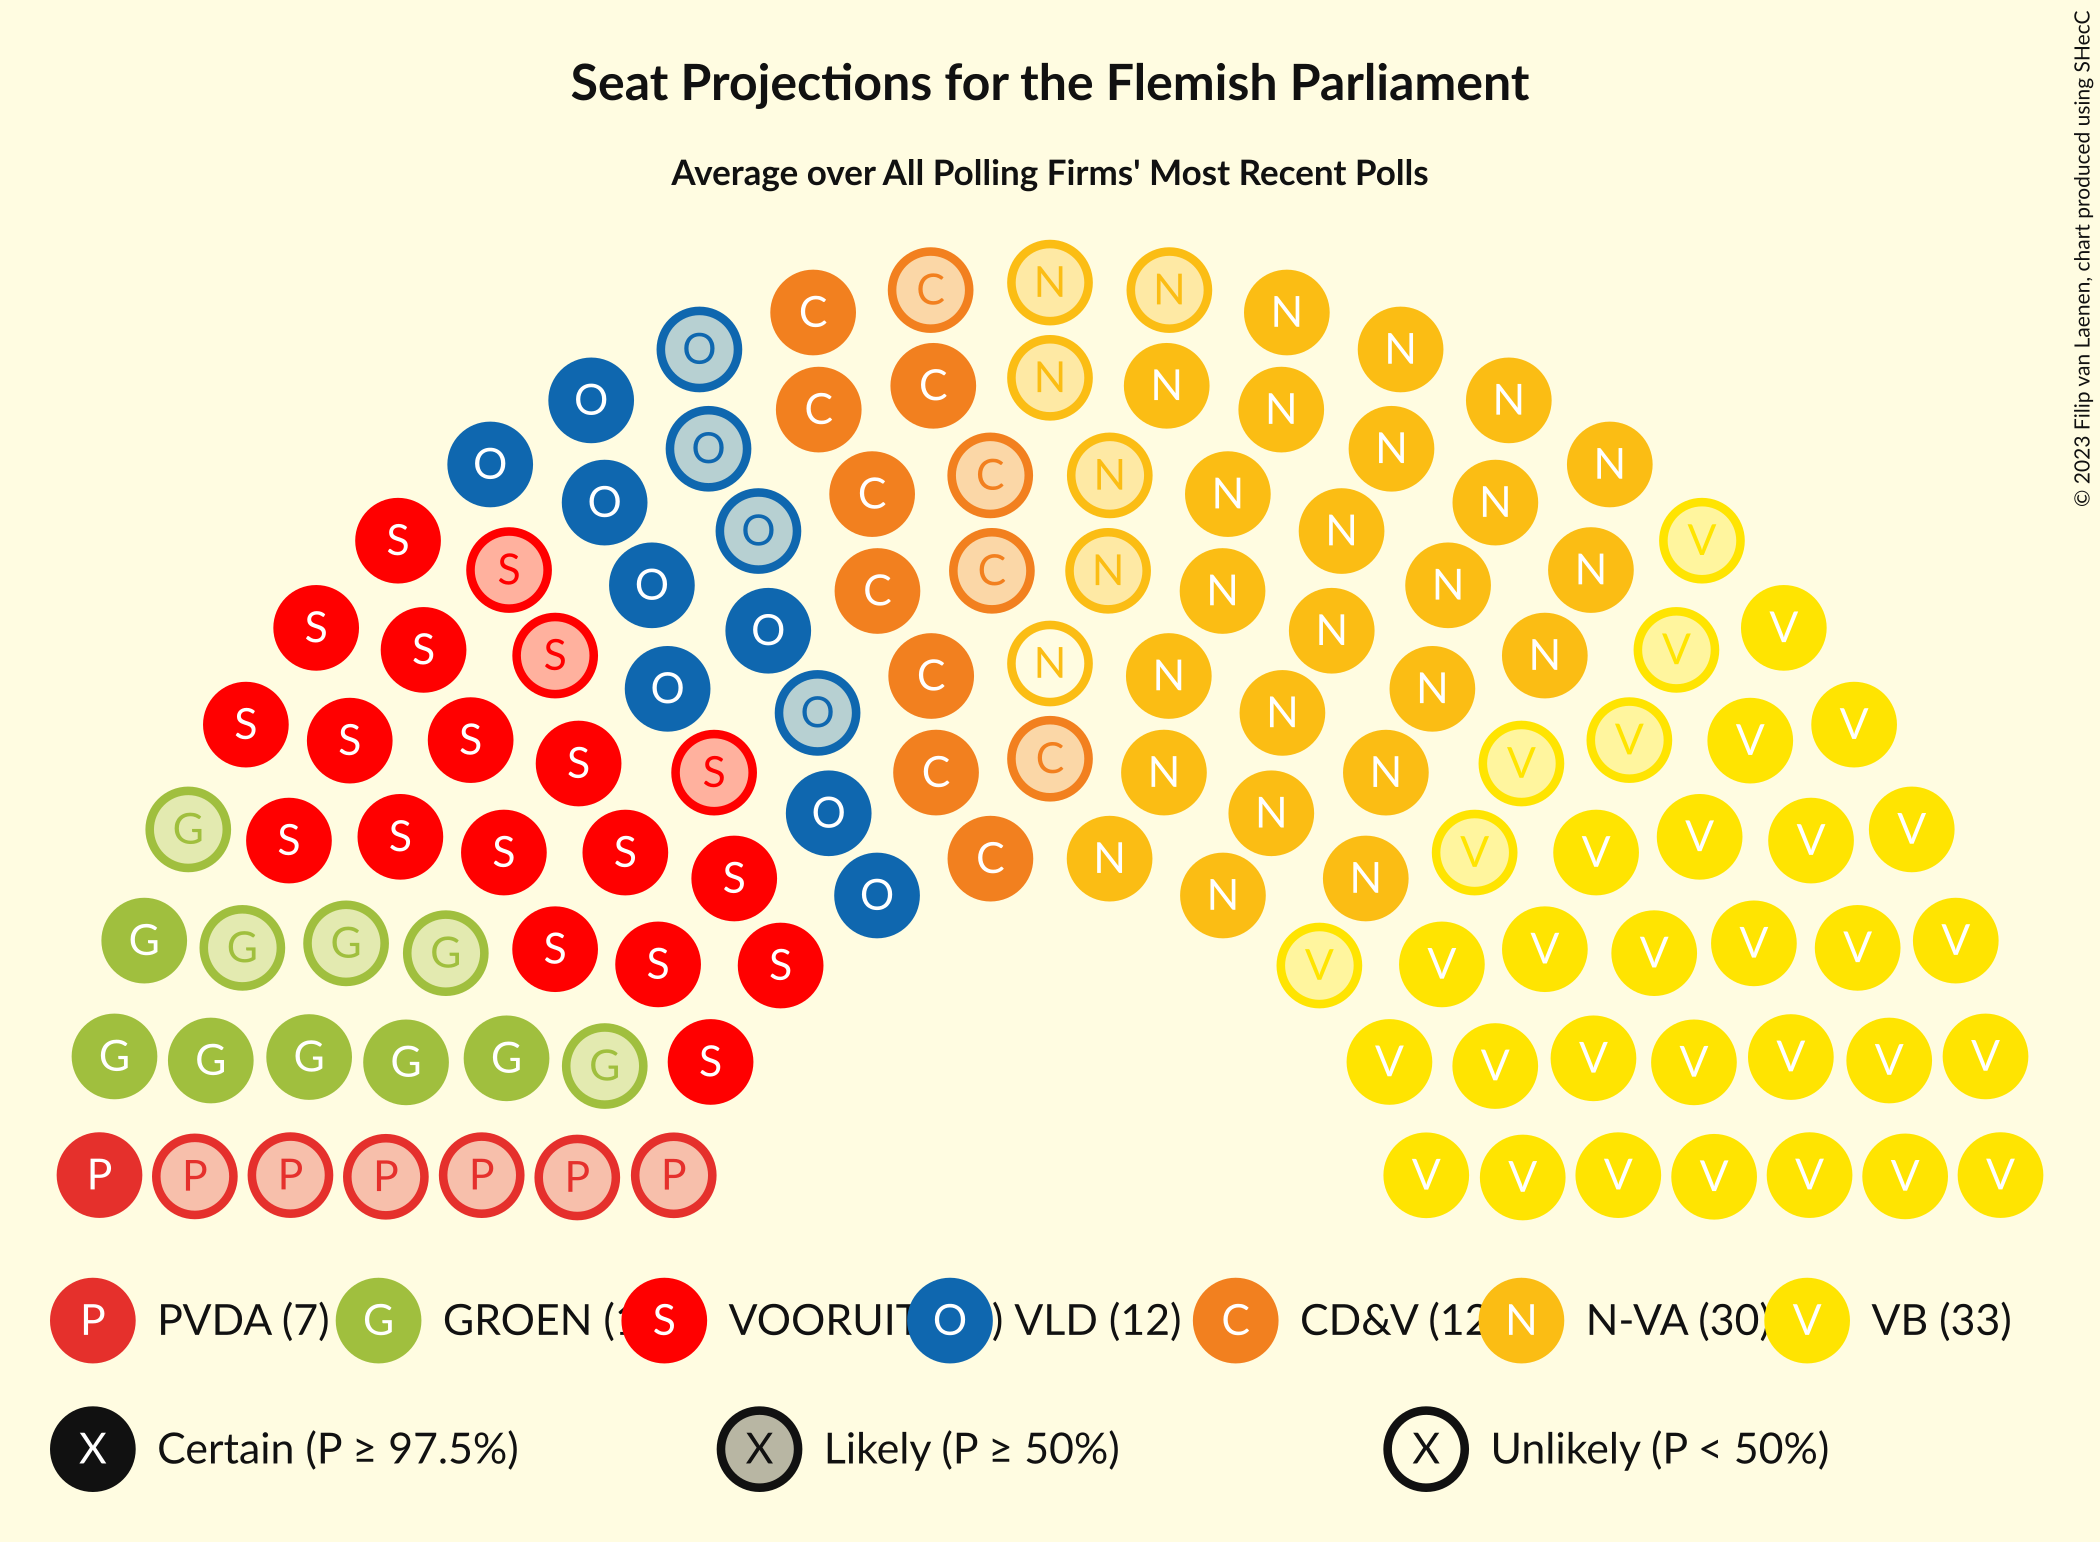 Seat Projections for the Flemish Parliament
Average over All Polling Firms' Most Recent Polls
© 2023 Filip van Laenen, chart produced using SHecC
C C N N N
O C N N N
O C N N
O O C C N N N N
S O O N N V
S O C C N N N N
S S S O N N N V V
O O C N N N
S S S S S C C N N V V V V
G S S S S S O O C N N N N V V V V V
G G G G S S S V V V V V V V
G G G G G G S V V V V V V V
P P P P P P P V V V V V V V
P PVDA (7) G GROEN ( S VOORUIT O ) VLD (12) C CD&V (12 N N-VA (30) V VB (33)
X Certain (P ≥ 97.5%) X Likely (P ≥ 50%) X Unlikely (P < 50%)